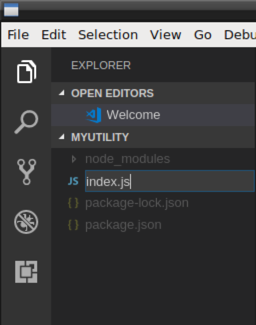 File Edit Selection View Go Debu
EXPLORER
OPEN EDITORS
Welcome
MYUTILITY
node_modules
JS index.js
{ } package-lock.json
{ } package.json